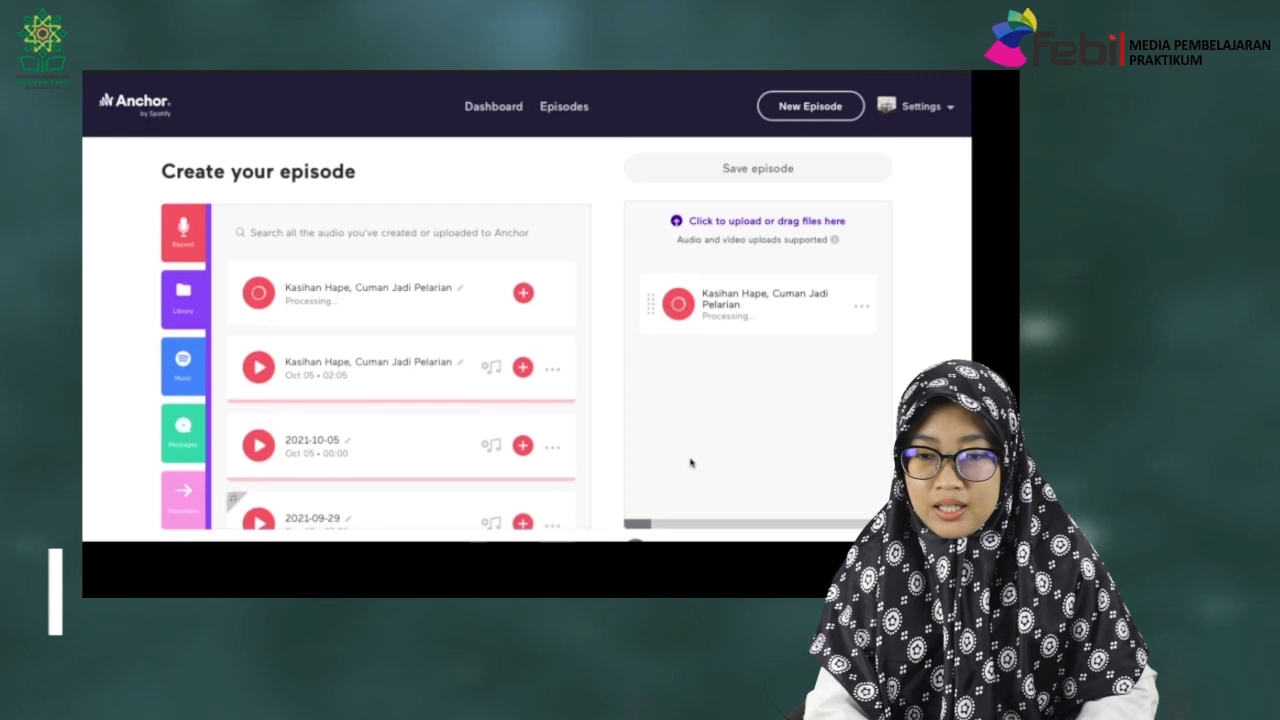 febi
MEDIA PEMBELAJARAN
PRAKTIKUM
Anchor
by Spotify
Dashboard
Episodes
New Episode
Settings
Create your episode
Save episode
Record
Library
Music
Messages
Transitions
Search all the audio you've created or uploaded to Anchor
Kasihan Hape, Cuman Jadi Pelarian
Processing...
Kasihan Hape, Cuman Jadi Pelarian
Oct 05 • 02:05
2021-10-05
Oct 05 • 00:00
2021-09-29
Click to upload or drag files here
Audio and video uploads supported
Kasihan Hape, Cuman Jadi
Pelarian
Processing...